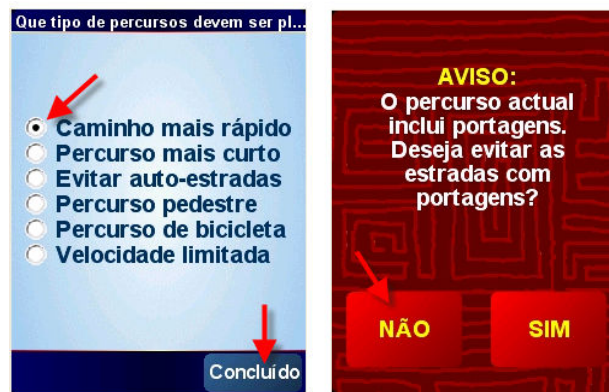 Que tipo de percursos devem ser pl...
Caminho mais rápido
Percurso mais curto
Evitar auto-estradas
Percurso pedestre
Percurso de bicicleta
Velocidade limitada
Concluído
AVISO:
O percurso actual
inclui portagens.
Deseja evitar as
estradas com
portagens?
NÃO
SIM